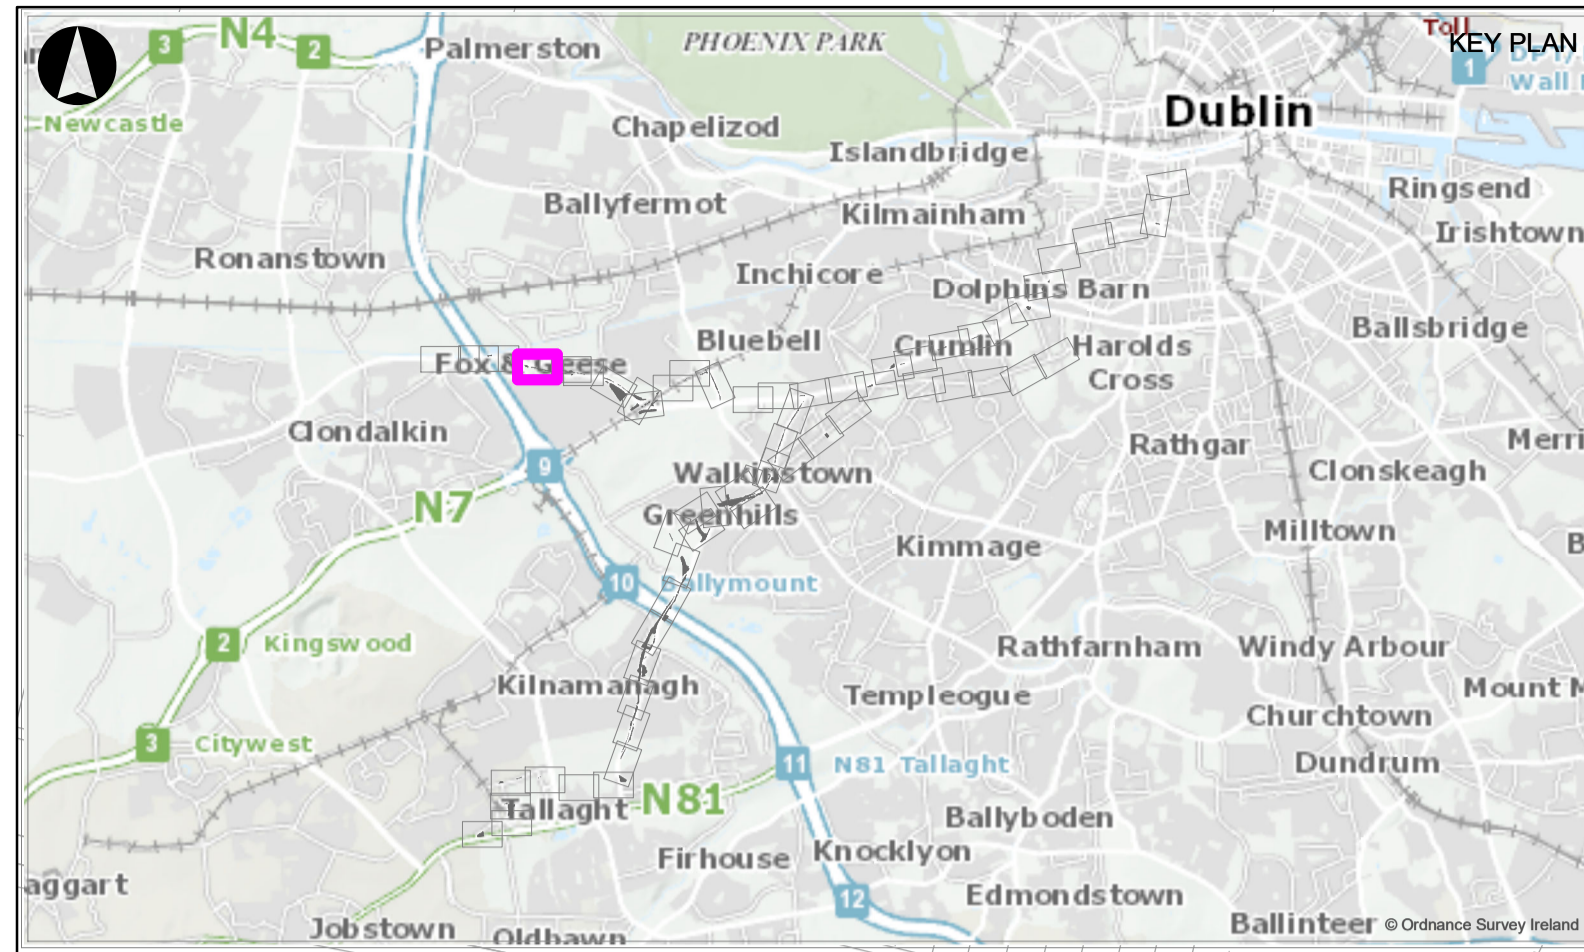 Toll
KEY PLAN
3
N4
2
Palmerston
PHOENIX PARK
1
Newcastle
Chapelizod
Dublin
Islandbridge
Ringsend
Ballyfermot
Kilmainham
Irishtown
Ronanstown
Inchicore
Dolphins Barn
Ballsbridge
Bluebell
Crumlin
Harolds
Cross
Fox & Geese
Clondalkin
Rathgar
Merri
9
Walkinstown
Clonskeagh
N7
Greenhills
Milltown
Kimmage
B
10
Ballymount
2
Kingswood
Rathfarnham
Windy Arbour
Kilnamanagh
Templeogue
Mount M
Churchtown
3
Citywest
11
N81 Tallaght
Dundrum
Tallaght
N81
Ballyboden
Firhouse
Knocklyon
aggart
12
Edmondstown
Jobstown
Oldbawn
Ballinteer
© Ordnance Survey Ireland